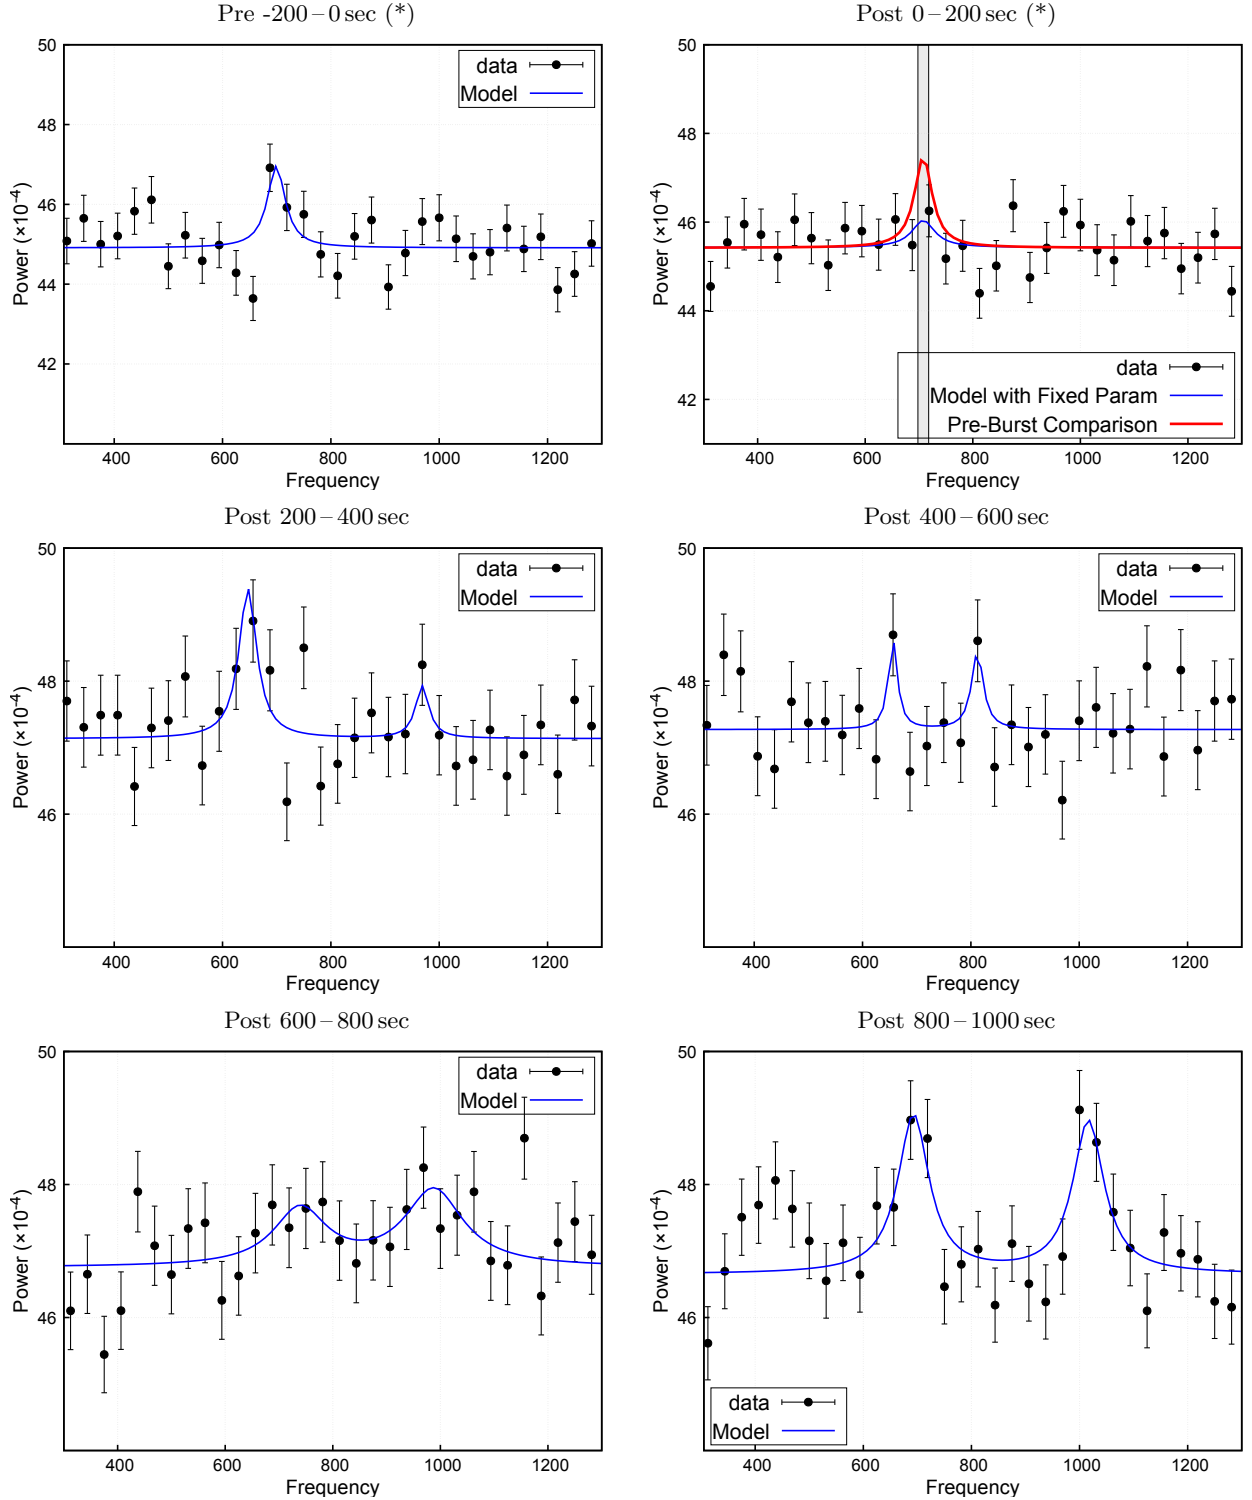 Pre -200–0 sec (*)
50
48
46
44
42
Power (×10⁻⁴)
data
Model
400 600 800 1000 1200
Frequency
Post 0–200 sec (*)
50
48
46
44
42
Power (×10⁻⁴)
data
Model with Fixed Param
Pre-Burst Comparison
400 600 800 1000 1200
Frequency
Post 200–400 sec
50
48
46
Power (×10⁻⁴)
data
Model
400 600 800 1000 1200
Frequency
Post 400–600 sec
50
48
46
Power (×10⁻⁴)
data
Model
400 600 800 1000 1200
Frequency
Post 600–800 sec
50
48
46
Power (×10⁻⁴)
data
Model
400 600 800 1000 1200
Frequency
Post 800–1000 sec
50
48
46
Power (×10⁻⁴)
data
Model
400 600 800 1000 1200
Frequency